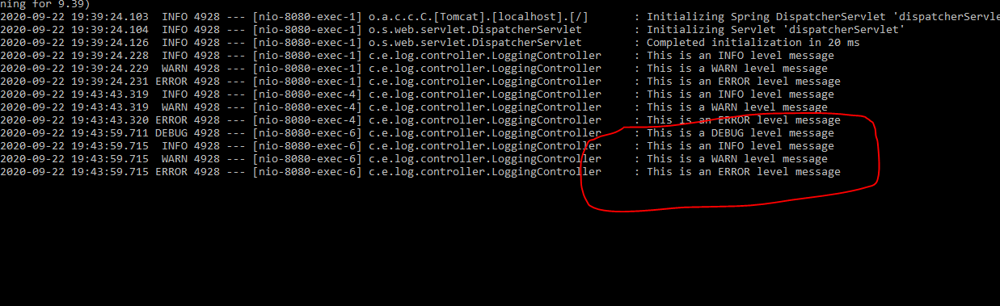 ning for 9.39)
2020-09-22 19:39:24.103  INFO 4928 --- [nio-8080-exec-1] o.a.c.c.C.[Tomcat].[localhost].[/]       : Initializing Spring DispatcherServlet 'dispatcherServle
2020-09-22 19:39:24.104  INFO 4928 --- [nio-8080-exec-1] o.s.web.servlet.DispatcherServlet        : Initializing Servlet 'dispatcherServlet'
2020-09-22 19:39:24.126  INFO 4928 --- [nio-8080-exec-1] o.s.web.servlet.DispatcherServlet        : Completed initialization in 20 ms
2020-09-22 19:39:24.228  INFO 4928 --- [nio-8080-exec-1] c.e.log.controller.LoggingController     : This is an INFO level message
2020-09-22 19:39:24.229  WARN 4928 --- [nio-8080-exec-1] c.e.log.controller.LoggingController     : This is a WARN level message
2020-09-22 19:39:24.231 ERROR 4928 --- [nio-8080-exec-1] c.e.log.controller.LoggingController     : This is an ERROR level message
2020-09-22 19:43:43.319  INFO 4928 --- [nio-8080-exec-4] c.e.log.controller.LoggingController     : This is an INFO level message
2020-09-22 19:43:43.319  WARN 4928 --- [nio-8080-exec-4] c.e.log.controller.LoggingController     : This is a WARN level message
2020-09-22 19:43:43.320 ERROR 4928 --- [nio-8080-exec-4] c.e.log.controller.LoggingController     : This is an ERROR level message
2020-09-22 19:43:59.711 DEBUG 4928 --- [nio-8080-exec-6] c.e.log.controller.LoggingController     : This is a DEBUG level message
2020-09-22 19:43:59.715  INFO 4928 --- [nio-8080-exec-6] c.e.log.controller.LoggingController     : This is an INFO level message
2020-09-22 19:43:59.715  WARN 4928 --- [nio-8080-exec-6] c.e.log.controller.LoggingController     : This is a WARN level message
2020-09-22 19:43:59.715 ERROR 4928 --- [nio-8080-exec-6] c.e.log.controller.LoggingController     : This is an ERROR level message